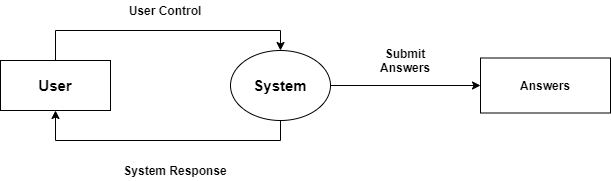 User Control
Submit
Answers
User
System
Answers
System Response